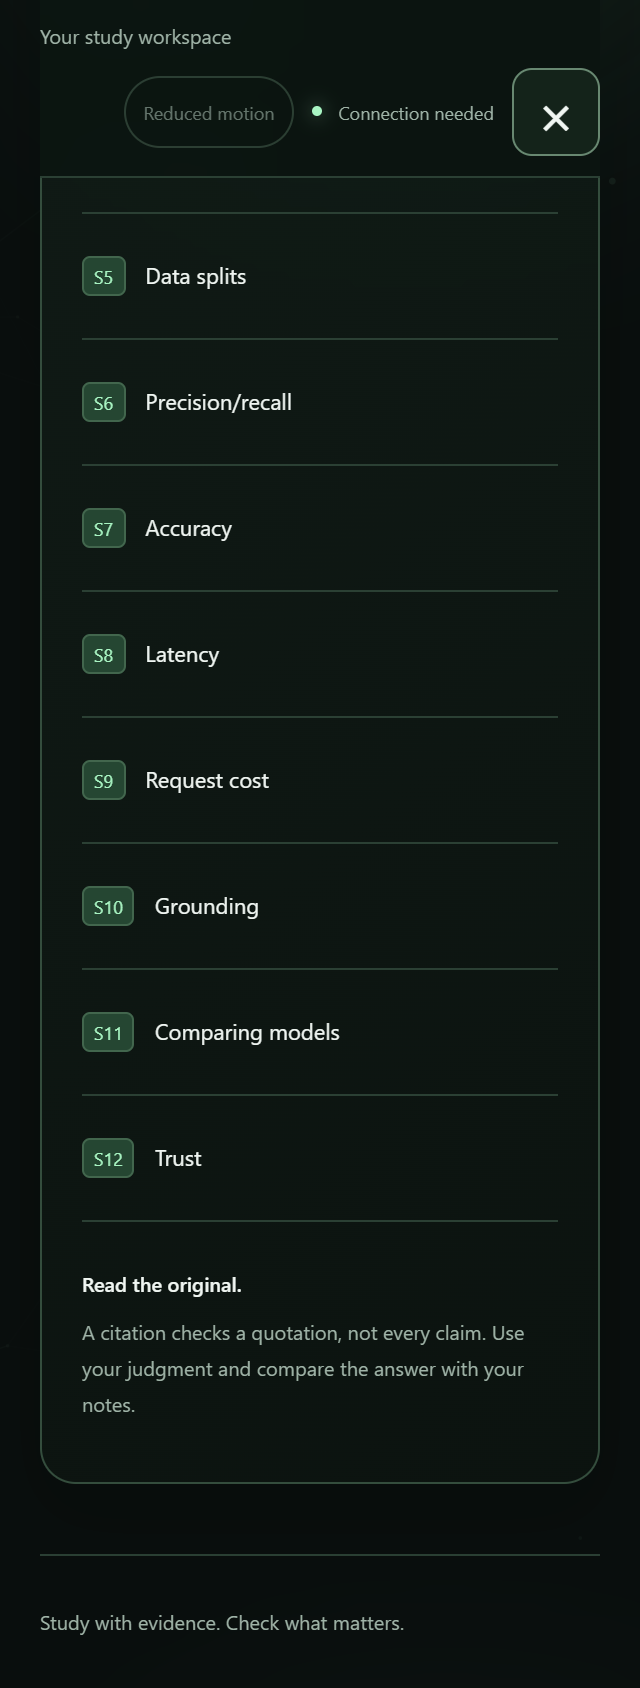 Your study workspace
Reduced motion
Connection needed
S5 Data splits
S6 Precision/recall
S7 Accuracy
S8 Latency
S9 Request cost
S10 Grounding
S11 Comparing models
S12 Trust
Read the original.
A citation checks a quotation, not every claim. Use
your judgment and compare the answer with your
notes.
Study with evidence. Check what matters.